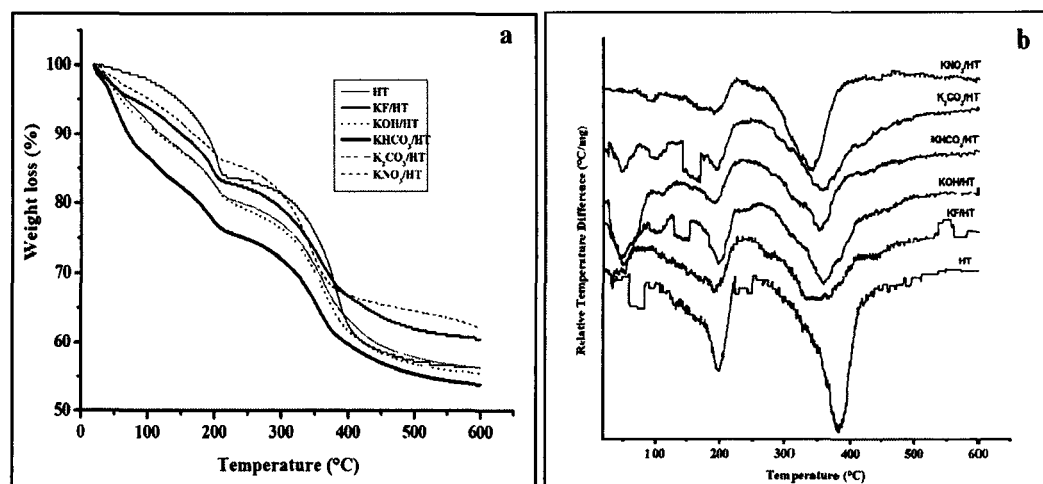 a
Weight loss (%)
100
90
80
70
60
50
0
100
200
300
400
500
600
Temperature (°C)
HT
KF/HT
KOH/HT
KHCO3/HT
K2CO3/HT
KNO3/HT
b
Relative Temperature Difference (°C/mg)
KNO3/HT
K2CO3/HT
KHCO3/HT
KOH/HT
KF/HT
HT
100
200
300
400
500
600
Temperature (°C)